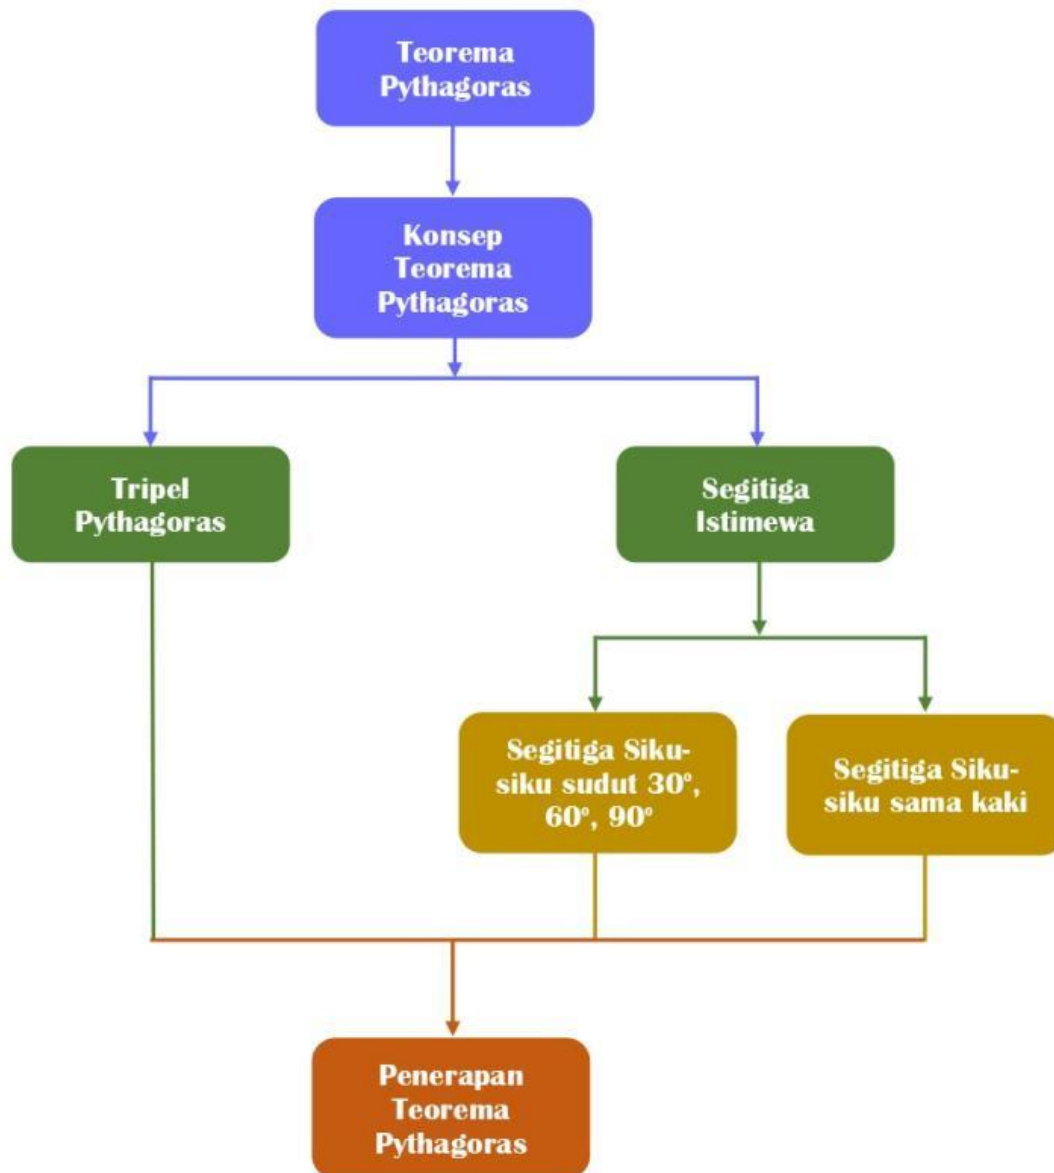 Teorema
Pythagoras
Konsep
Teorema
Pythagoras
Tripel
Pythagoras
Segitiga
Istimewa
Segitiga Siku-
siku sudut 30°,
60°, 90°
Segitiga Siku-
siku sama kaki
Penerapan
Teorema
Pythagoras